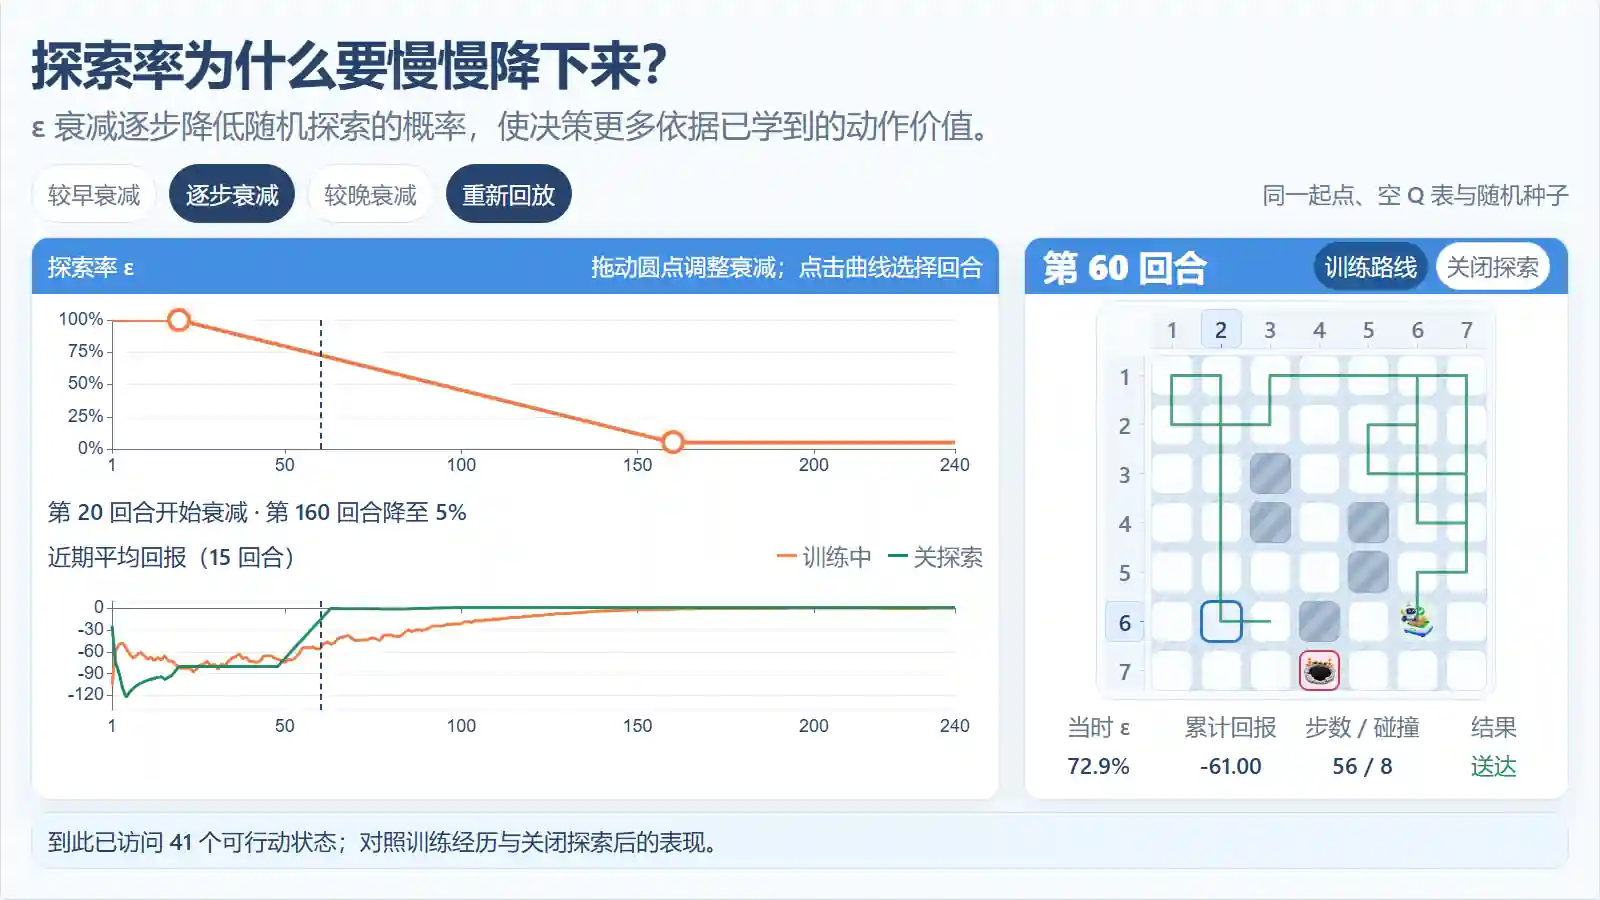 探索率为什么要慢慢降下来？
ε 衰减逐步降低随机探索的概率，使决策更多依据已学到的动作价值。
较早衰减 逐步衰减 较晚衰减 重新回放 同一起点、空 Q 表与随机种子
探索率 ε 拖动圆点调整衰减；点击曲线选择回合
100%
75%
50%
25%
0%
1 50 100 150 200 240
第 20 回合开始衰减 · 第 160 回合降至 5%
近期平均回报（15 回合） 训练中 关探索
0
-30
-60
-90
-120
1 50 100 150 200 240
第 60 回合 训练路线 关闭探索
1 2 3 4 5 6 7
1
2
3
4
5
6
7
当时 ε 累计回报 步数 / 碰撞 结果
72.9% -61.00 56 / 8 送达
到此已访问 41 个可行动状态；对照训练经历与关闭探索后的表现。